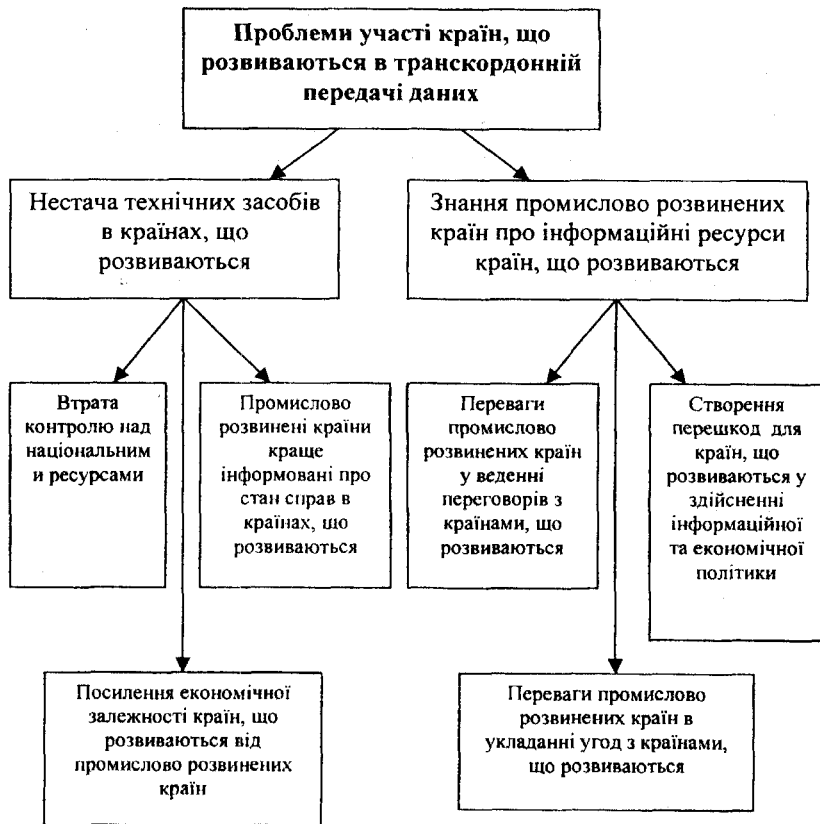 Проблеми участі країн, що
розвиваються в транскордонній
передачі даних
Нестача технічних засобів
в країнах, що
розвиваються
Знання промислово розвинених
країн про інформаційні ресурси
країн, що розвиваються
Втрата
контролю над
національним
и ресурсами
Промислово
розвинені країни
краще
інформовані про
стан справ в
країнах, що
розвиваються
Переваги
промислово
розвинених країн
у веденні
переговорів з
країнами, що
розвиваються
Створення
перешкод для
країн, що
розвиваються у
здійсненні
інформаційної
та економічної
політики
Посилення економічної
залежності країн, що
розвиваються від
промислово розвинених
країн
Переваги промислово
розвинених країн в
укладанні угод з країнами,
що розвиваються